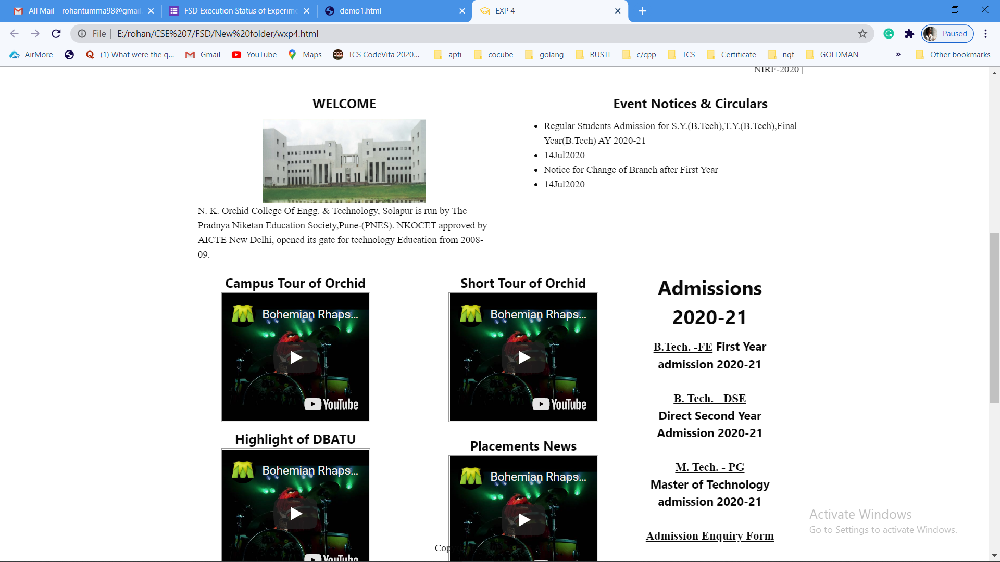 All Mail - rohantumma98@gmail.
FSD Execution Status of Experime
demo1.html
EXP 4
File | E:/rohan/CSE%207/FSD/New%20folder/wxp4.html
Paused
AirMore
(1) What were the q...
Gmail
YouTube
Maps
TCS CodeVita 2020...
apti
cocube
golang
RUSTI
c/cpp
TCS
Certificate
nqt
GOLDMAN
»
Other bookmarks
NIRF-2020 |
WELCOME
N. K. Orchid College Of Engg. & Technology, Solapur is run by The
Pradnya Niketan Education Society,Pune-(PNES). NKOCET approved by
AICTE New Delhi, opened its gate for technology Education from 2008-
09.
Event Notices & Circulars
• Regular Students Admission for S.Y.(B.Tech),T.Y.(B.Tech),Final
Year(B.Tech) AY 2020-21
• 14Jul2020
• Notice for Change of Branch after First Year
• 14Jul2020
Campus Tour of Orchid
Bohemian Rhaps...
YouTube
Short Tour of Orchid
Bohemian Rhaps...
YouTube
Highlight of DBATU
Bohemian Rhaps...
YouTube
Placements News
Bohemian Rhaps...
YouTube
Admissions
2020-21
B.Tech. -FE First Year
admission 2020-21
B. Tech. - DSE
Direct Second Year
Admission 2020-21
M. Tech. - PG
Master of Technology
admission 2020-21
Admission Enquiry Form
Activate Windows
Go to Settings to activate Windows.